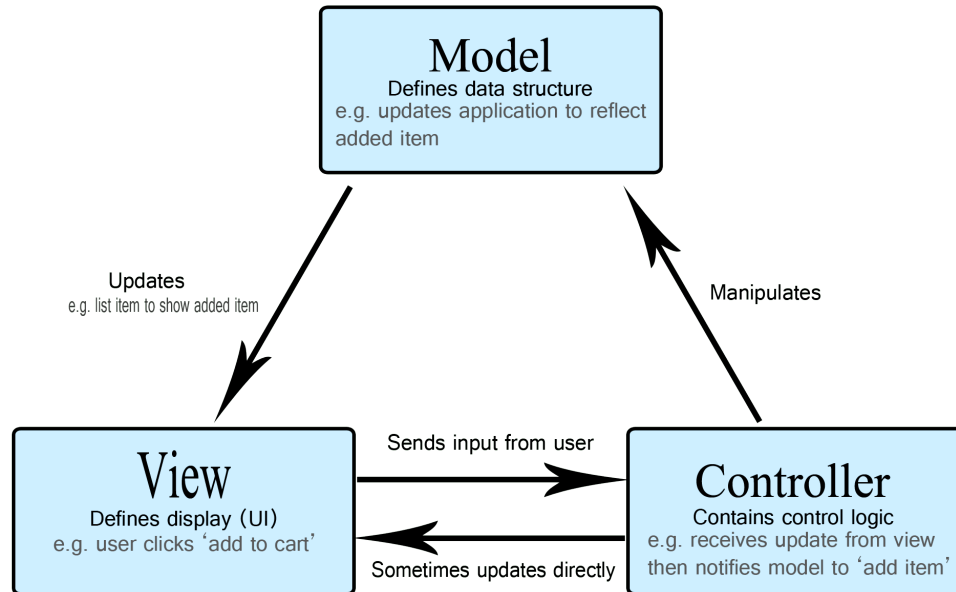 Model
Defines data structure
e.g. updates application to reflect
added item
Updates
e.g. list item to show added item
Manipulates
Sends input from user
View
Defines display (UI)
e.g. user clicks ‘add to cart’
Controller
Contains control logic
e.g. receives update from view
then notifies model to ‘add item’
Sometimes updates directly